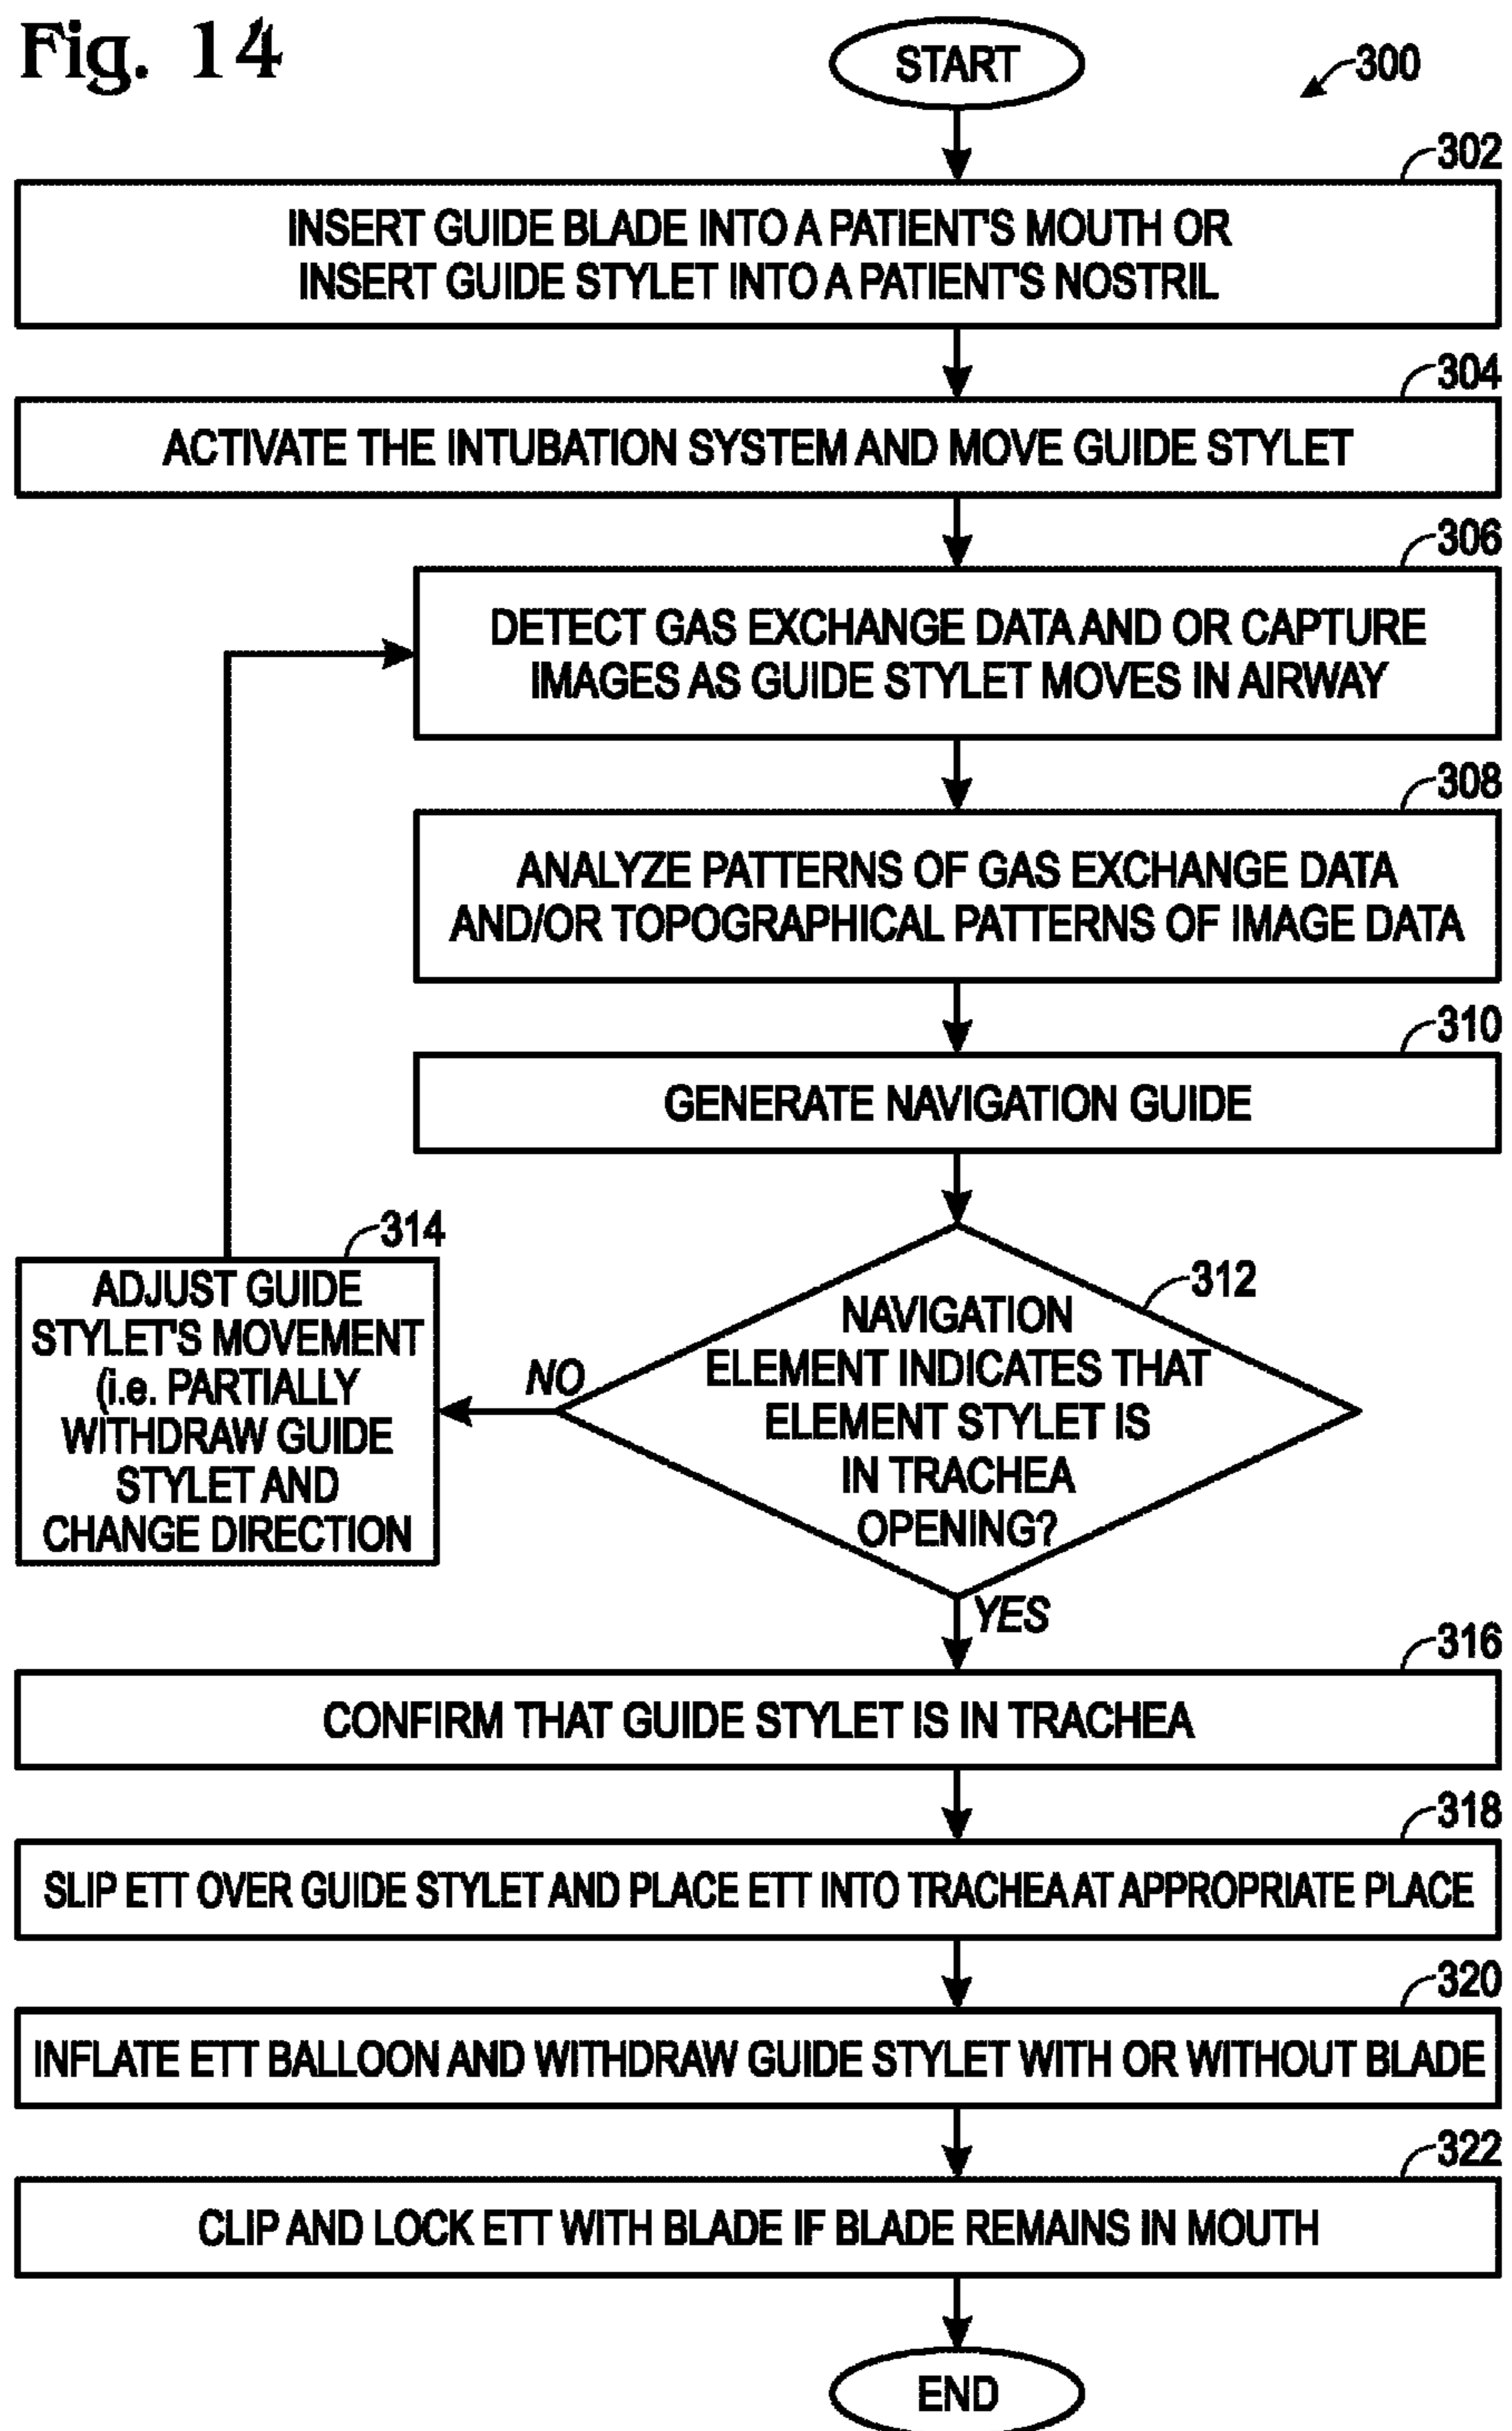 Fig. 14
START
300
302
INSERT GUIDE BLADE INTO A PATIENT'S MOUTH OR
INSERT GUIDE STYLET INTO A PATIENT'S NOSTRIL
304
ACTIVATE THE INTUBATION SYSTEM AND MOVE GUIDE STYLET
306
DETECT GAS EXCHANGE DATA AND OR CAPTURE
IMAGES AS GUIDE STYLET MOVES IN AIRWAY
308
ANALYZE PATTERNS OF GAS EXCHANGE DATA
AND/OR TOPOGRAPHICAL PATTERNS OF IMAGE DATA
310
GENERATE NAVIGATION GUIDE
312
NAVIGATION
ELEMENT INDICATES THAT
ELEMENT STYLET IS
IN TRACHEA
OPENING?
NO
314
ADJUST GUIDE
STYLET'S MOVEMENT
(i.e. PARTIALLY
WITHDRAW GUIDE
STYLET AND
CHANGE DIRECTION
YES
316
CONFIRM THAT GUIDE STYLET IS IN TRACHEA
318
SLIP ETT OVER GUIDE STYLET AND PLACE ETT INTO TRACHEA AT APPROPRIATE PLACE
320
INFLATE ETT BALLOON AND WITHDRAW GUIDE STYLET WITH OR WITHOUT BLADE
322
CLIP AND LOCK ETT WITH BLADE IF BLADE REMAINS IN MOUTH
END